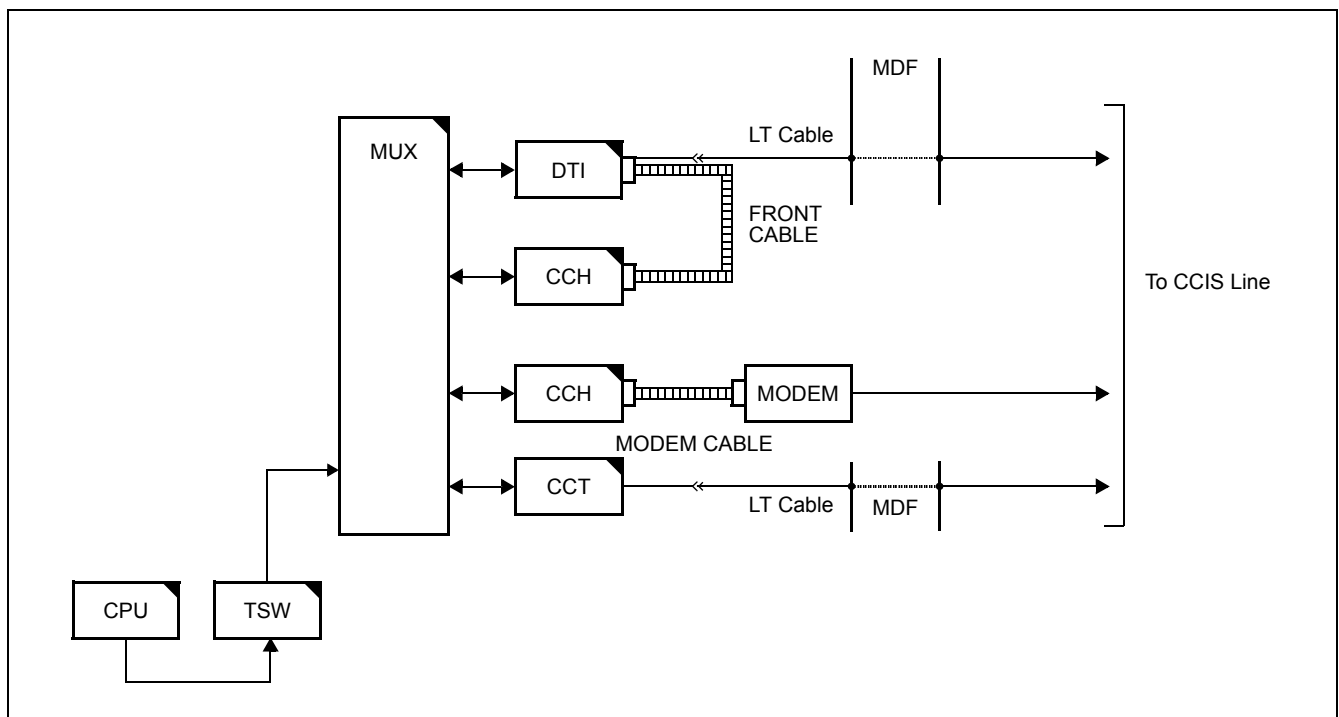 MDF
LT Cable
MUX
DTI
FRONT
CABLE
CCH
To CCIS Line
CCH
MODEM
MODEM CABLE
CCT
LT Cable
MDF
CPU
TSW